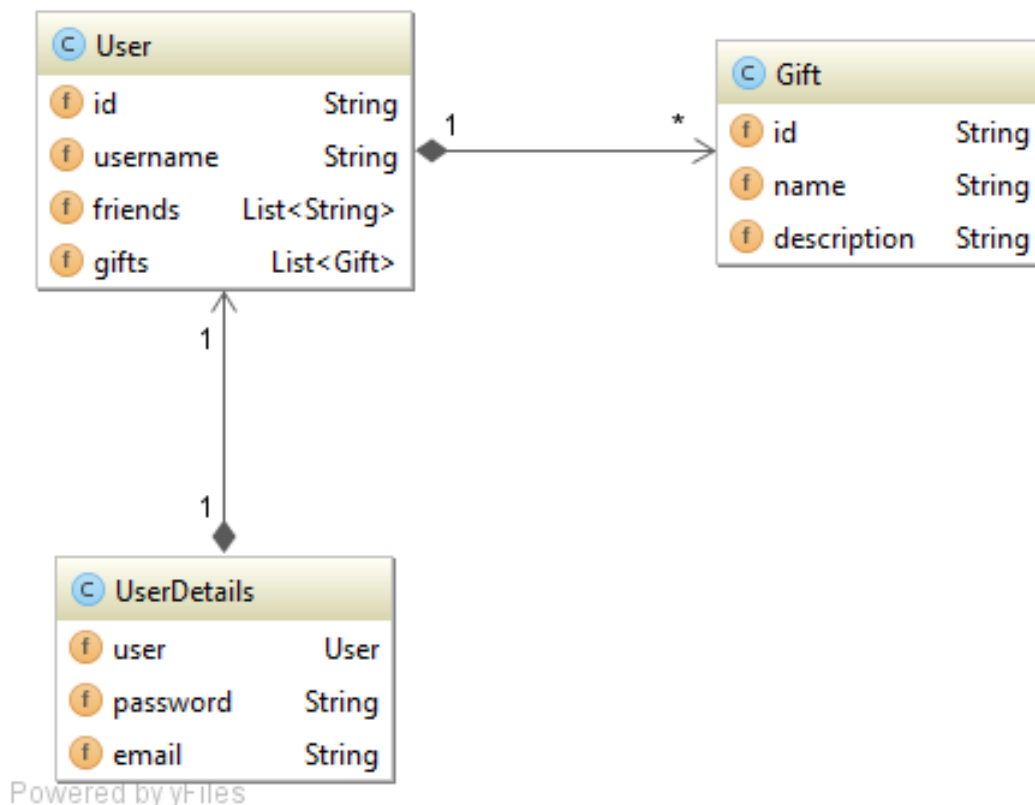 C User
f id String
f username String
f friends List<String>
f gifts List<Gift>
1 *
C Gift
f id String
f name String
f description String
1
1
C UserDetails
f user User
f password String
f email String
Powered by yFiles